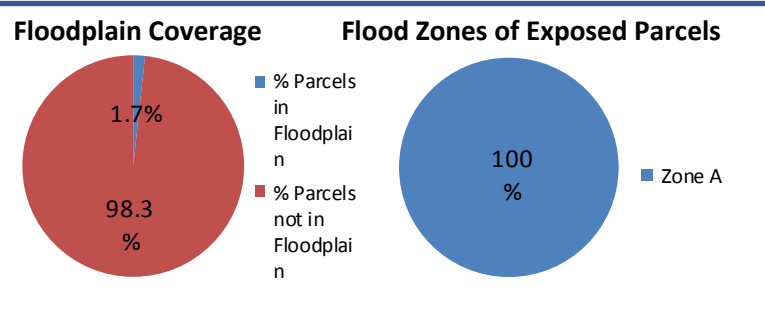 Floodplain Coverage
1.7%
98.3
%
% Parcels
in
Floodplai
n
% Parcels
not in
Floodplai
n
Flood Zones of Exposed Parcels
100
%
Zone A